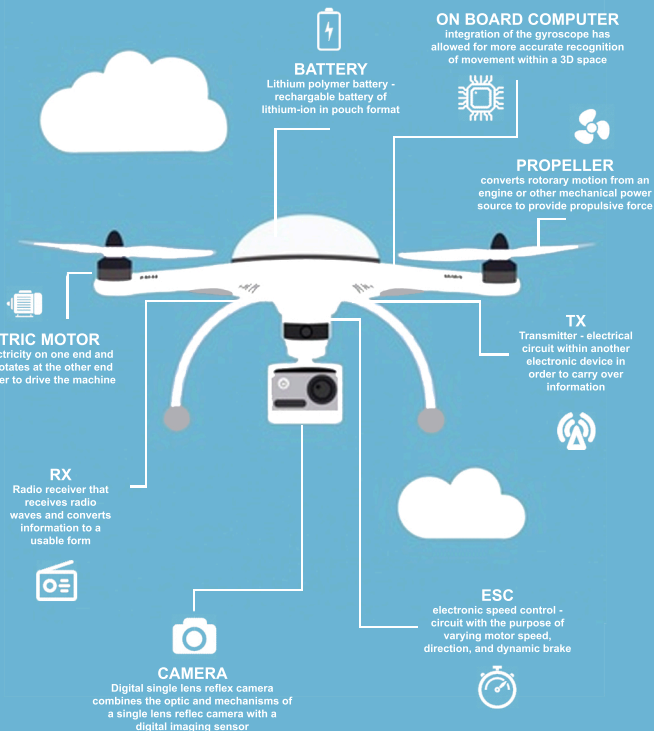 BATTERY
Lithium polymer battery -
rechargable battery of
lithium-ion in pouch format
ON BOARD COMPUTER
integration of the gyroscope has
allowed for more accurate recognition
of movement within a 3D space
PROPELLER
converts rotorary motion from an
engine or other mechanical power
source to provide propulsive force
TRIC MOTOR
ctricity on one end and
otates at the other end
er to drive the machine
TX
Transmitter - electrical
circuit within another
electronic device in
order to carry over
information
RX
Radio receiver that
receives radio
waves and converts
information to a
usable form
ESC
electronic speed control -
circuit with the purpose of
varying motor speed,
direction, and dynamic brake
CAMERA
Digital single lens reflex camera
combines the optic and mechanisms of
a single lens reflec camera with a
digital imaging sensor